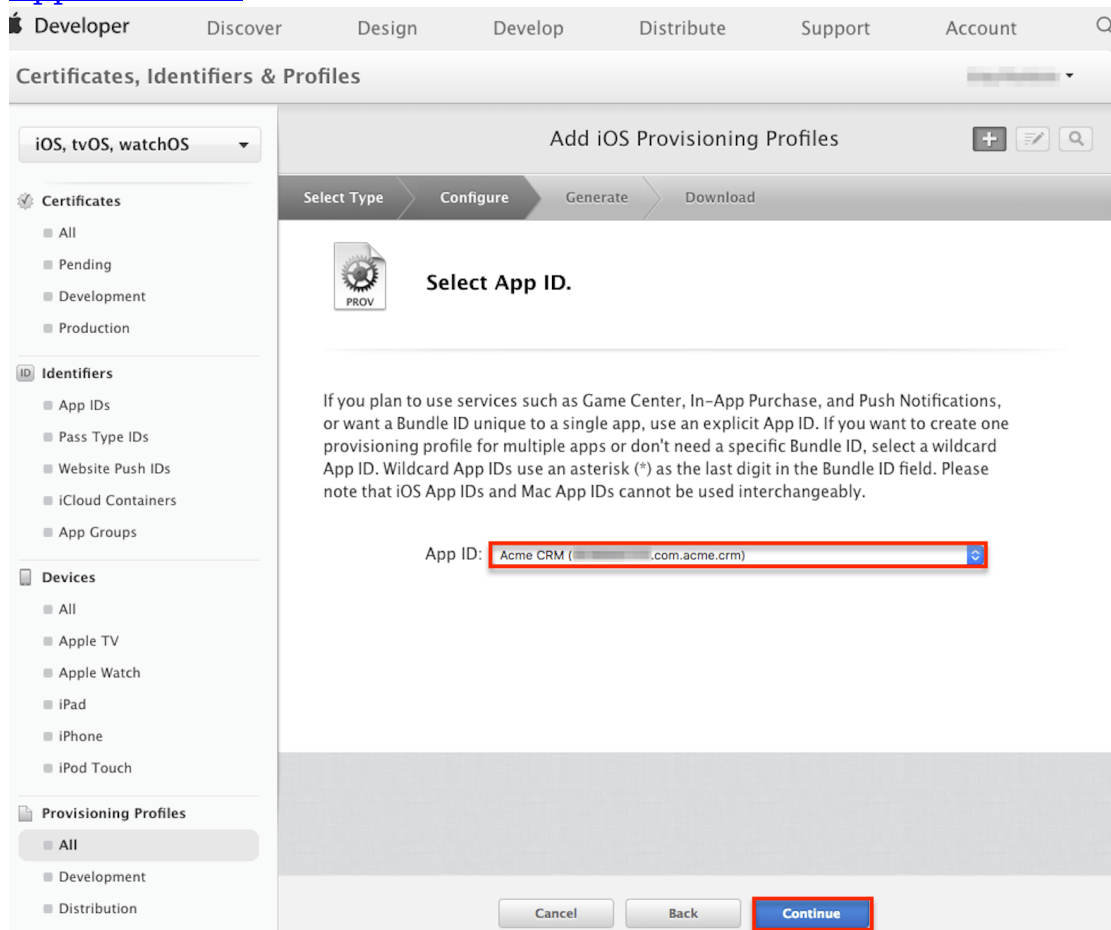 Developer
Discover
Design
Develop
Distribute
Support
Account
Certificates, Identifiers & Profiles
iOS, tvOS, watchOS
Add iOS Provisioning Profiles
Select Type
Configure
Generate
Download
Certificates
All
Pending
Development
Production
Identifiers
App IDs
Pass Type IDs
Website Push IDs
iCloud Containers
App Groups
Devices
All
Apple TV
Apple Watch
iPad
iPhone
iPod Touch
Provisioning Profiles
All
Development
Distribution
PROV
Select App ID.
If you plan to use services such as Game Center, In-App Purchase, and Push Notifications,
or want a Bundle ID unique to a single app, use an explicit App ID. If you want to create one
provisioning profile for multiple apps or don't need a specific Bundle ID, select a wildcard
App ID. Wildcard App IDs use an asterisk (*) as the last digit in the Bundle ID field. Please
note that iOS App IDs and Mac App IDs cannot be used interchangeably.
App ID: Acme CRM ( .com.acme.crm)
Cancel
Back
Continue
ID